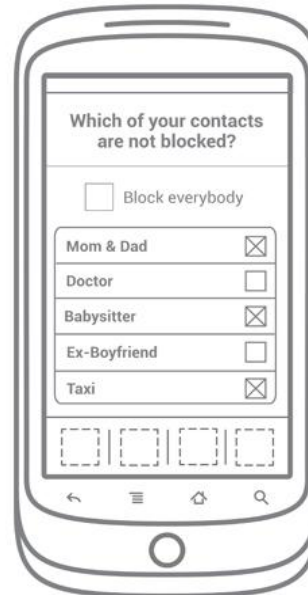 Which of your contacts
are not blocked?
Block everybody
Mom & Dad
Doctor
Babysitter
Ex-Boyfriend
Taxi